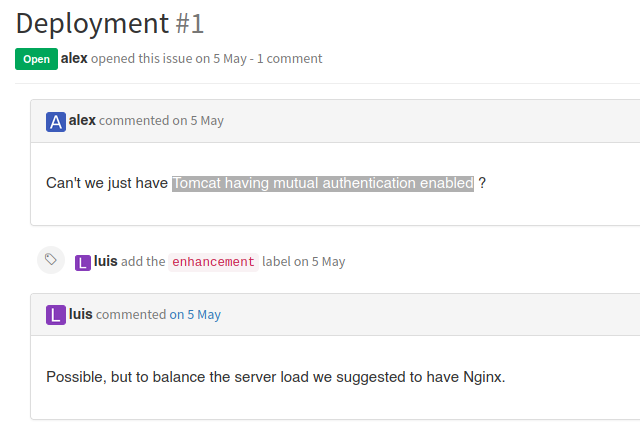 Deployment #1
Open alex opened this issue on 5 May - 1 comment
A alex commented on 5 May
Can't we just have Tomcat having mutual authentication enabled ?
L luis add the enhancement label on 5 May
L luis commented on 5 May
Possible, but to balance the server load we suggested to have Nginx.